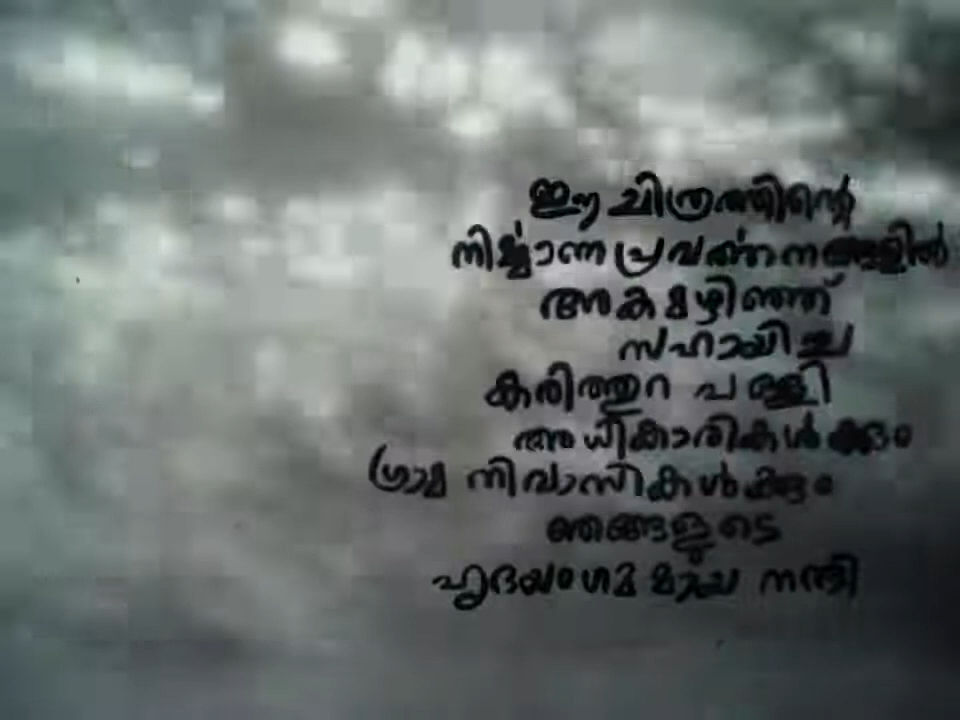 ഈ ചിത്രത്തിന്റെ
നിർമ്മാണ പ്രവർത്തനങ്ങളിൽ
അകമഴിഞ്ഞ്
സഹായിച്ച
കരിത്തുറ പള്ളി
അധികാരികൾക്കും
ഗ്രാമ നിവാസികൾക്കും
ഞങ്ങളുടെ
ഹൃദയംഗമമായ നന്ദി